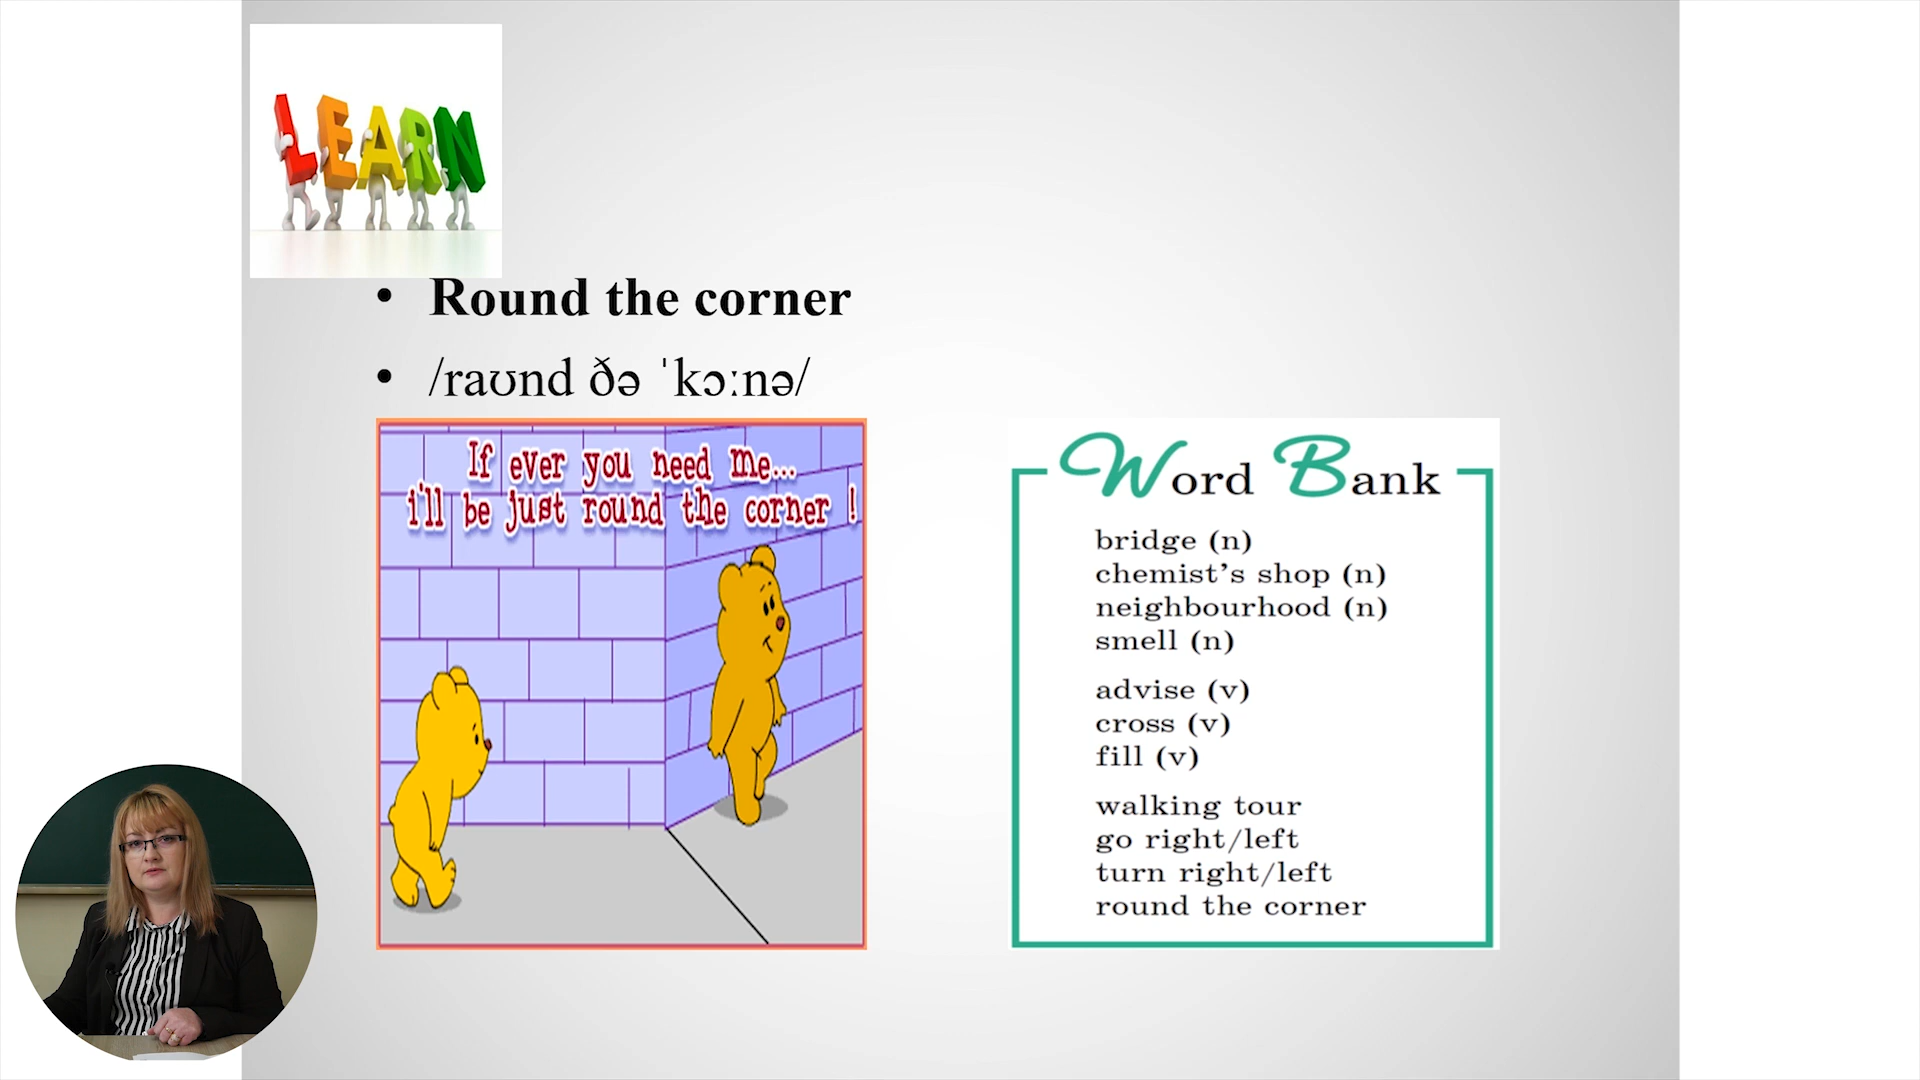 LEARN
• Round the corner
• /raʊnd ðə ˈkɔːnə/
If ever you need me...
i'll be just round the corner !
Word Bank
bridge (n)
chemist’s shop (n)
neighbourhood (n)
smell (n)
advise (v)
cross (v)
fill (v)
walking tour
go right/left
turn right/left
round the corner